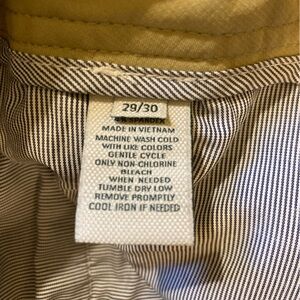 29/30
SPANDEX
MADE IN VIETNAM
MACHINE WASH COLD
WITH LIKE COLORS
GENTLE CYCLE
ONLY NON-CHLORINE
BLEACH
WHEN NEEDED
TUMBLE DRY LOW
REMOVE PROMPTLY
COOL IRON IF NEEDED